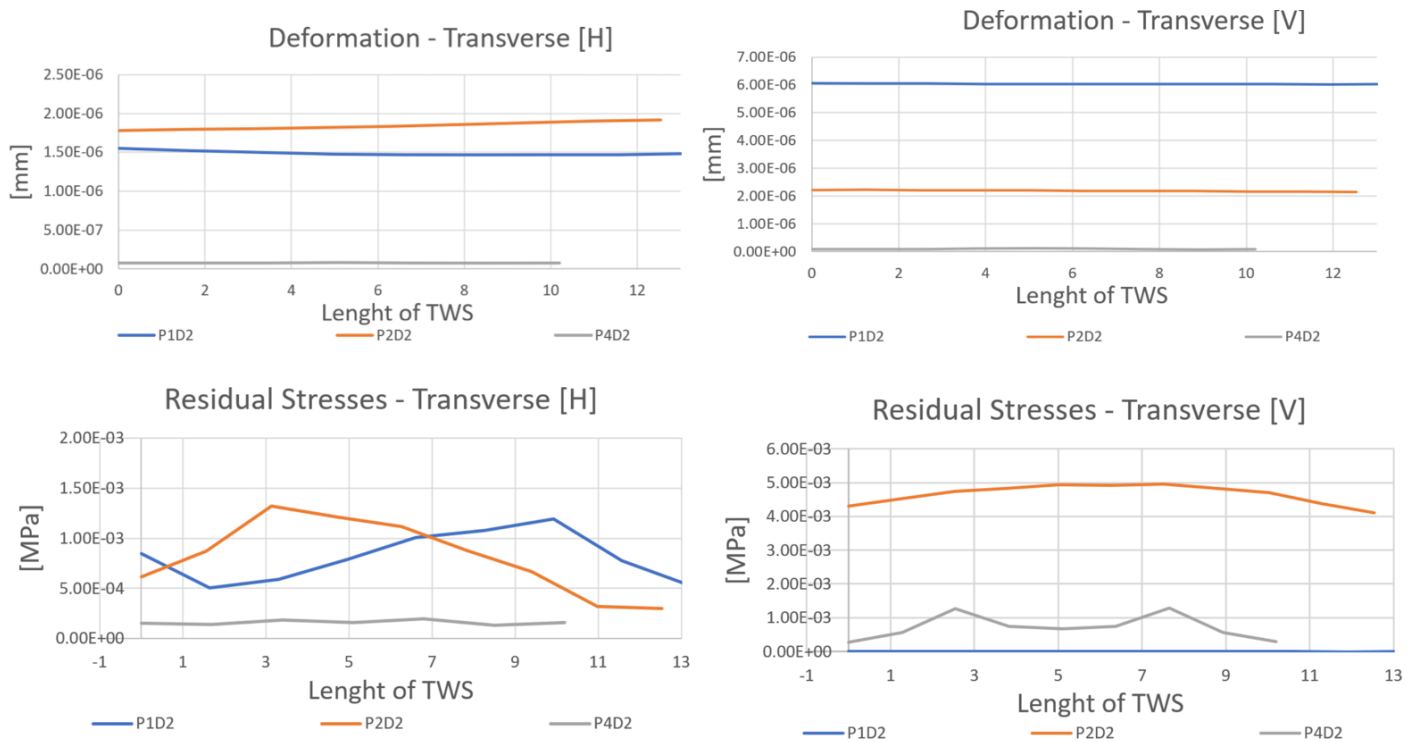 Deformation - Transverse [H]
[mm]
2.50E-06
2.00E-06
1.50E-06
1.00E-06
5.00E-07
0.00E+00
0 2 4 6 8 10 12
Lenght of TWS
P1D2 P2D2 P4D2
Deformation - Transverse [V]
[mm]
7.00E-06
6.00E-06
5.00E-06
4.00E-06
3.00E-06
2.00E-06
1.00E-06
0.00E+00
0 2 4 6 8 10 12
Lenght of TWS
P1D2 P2D2 P4D2
Residual Stresses - Transverse [H]
[MPa]
2.00E-03
1.50E-03
1.00E-03
5.00E-04
0.00E+00
-1 1 3 5 7 9 11 13
Lenght of TWS
P1D2 P2D2 P4D2
Residual Stresses - Transverse [V]
[MPa]
6.00E-03
5.00E-03
4.00E-03
3.00E-03
2.00E-03
1.00E-03
0.00E+00
-1 1 3 5 7 9 11 13
Lenght of TWS
P1D2 P2D2 P4D2